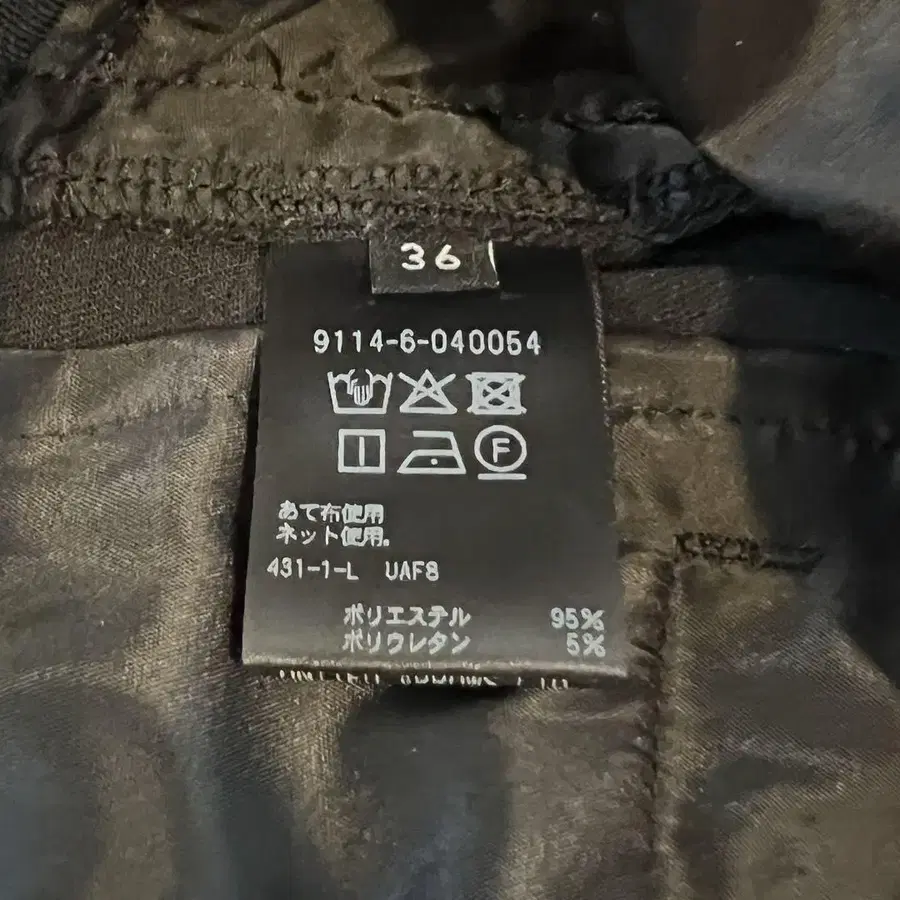 36
9114-6-040054
F
あて布使用
ネット使用。
431-1-L UAF8
ポリエステル 95%
ポリウレタン 5%